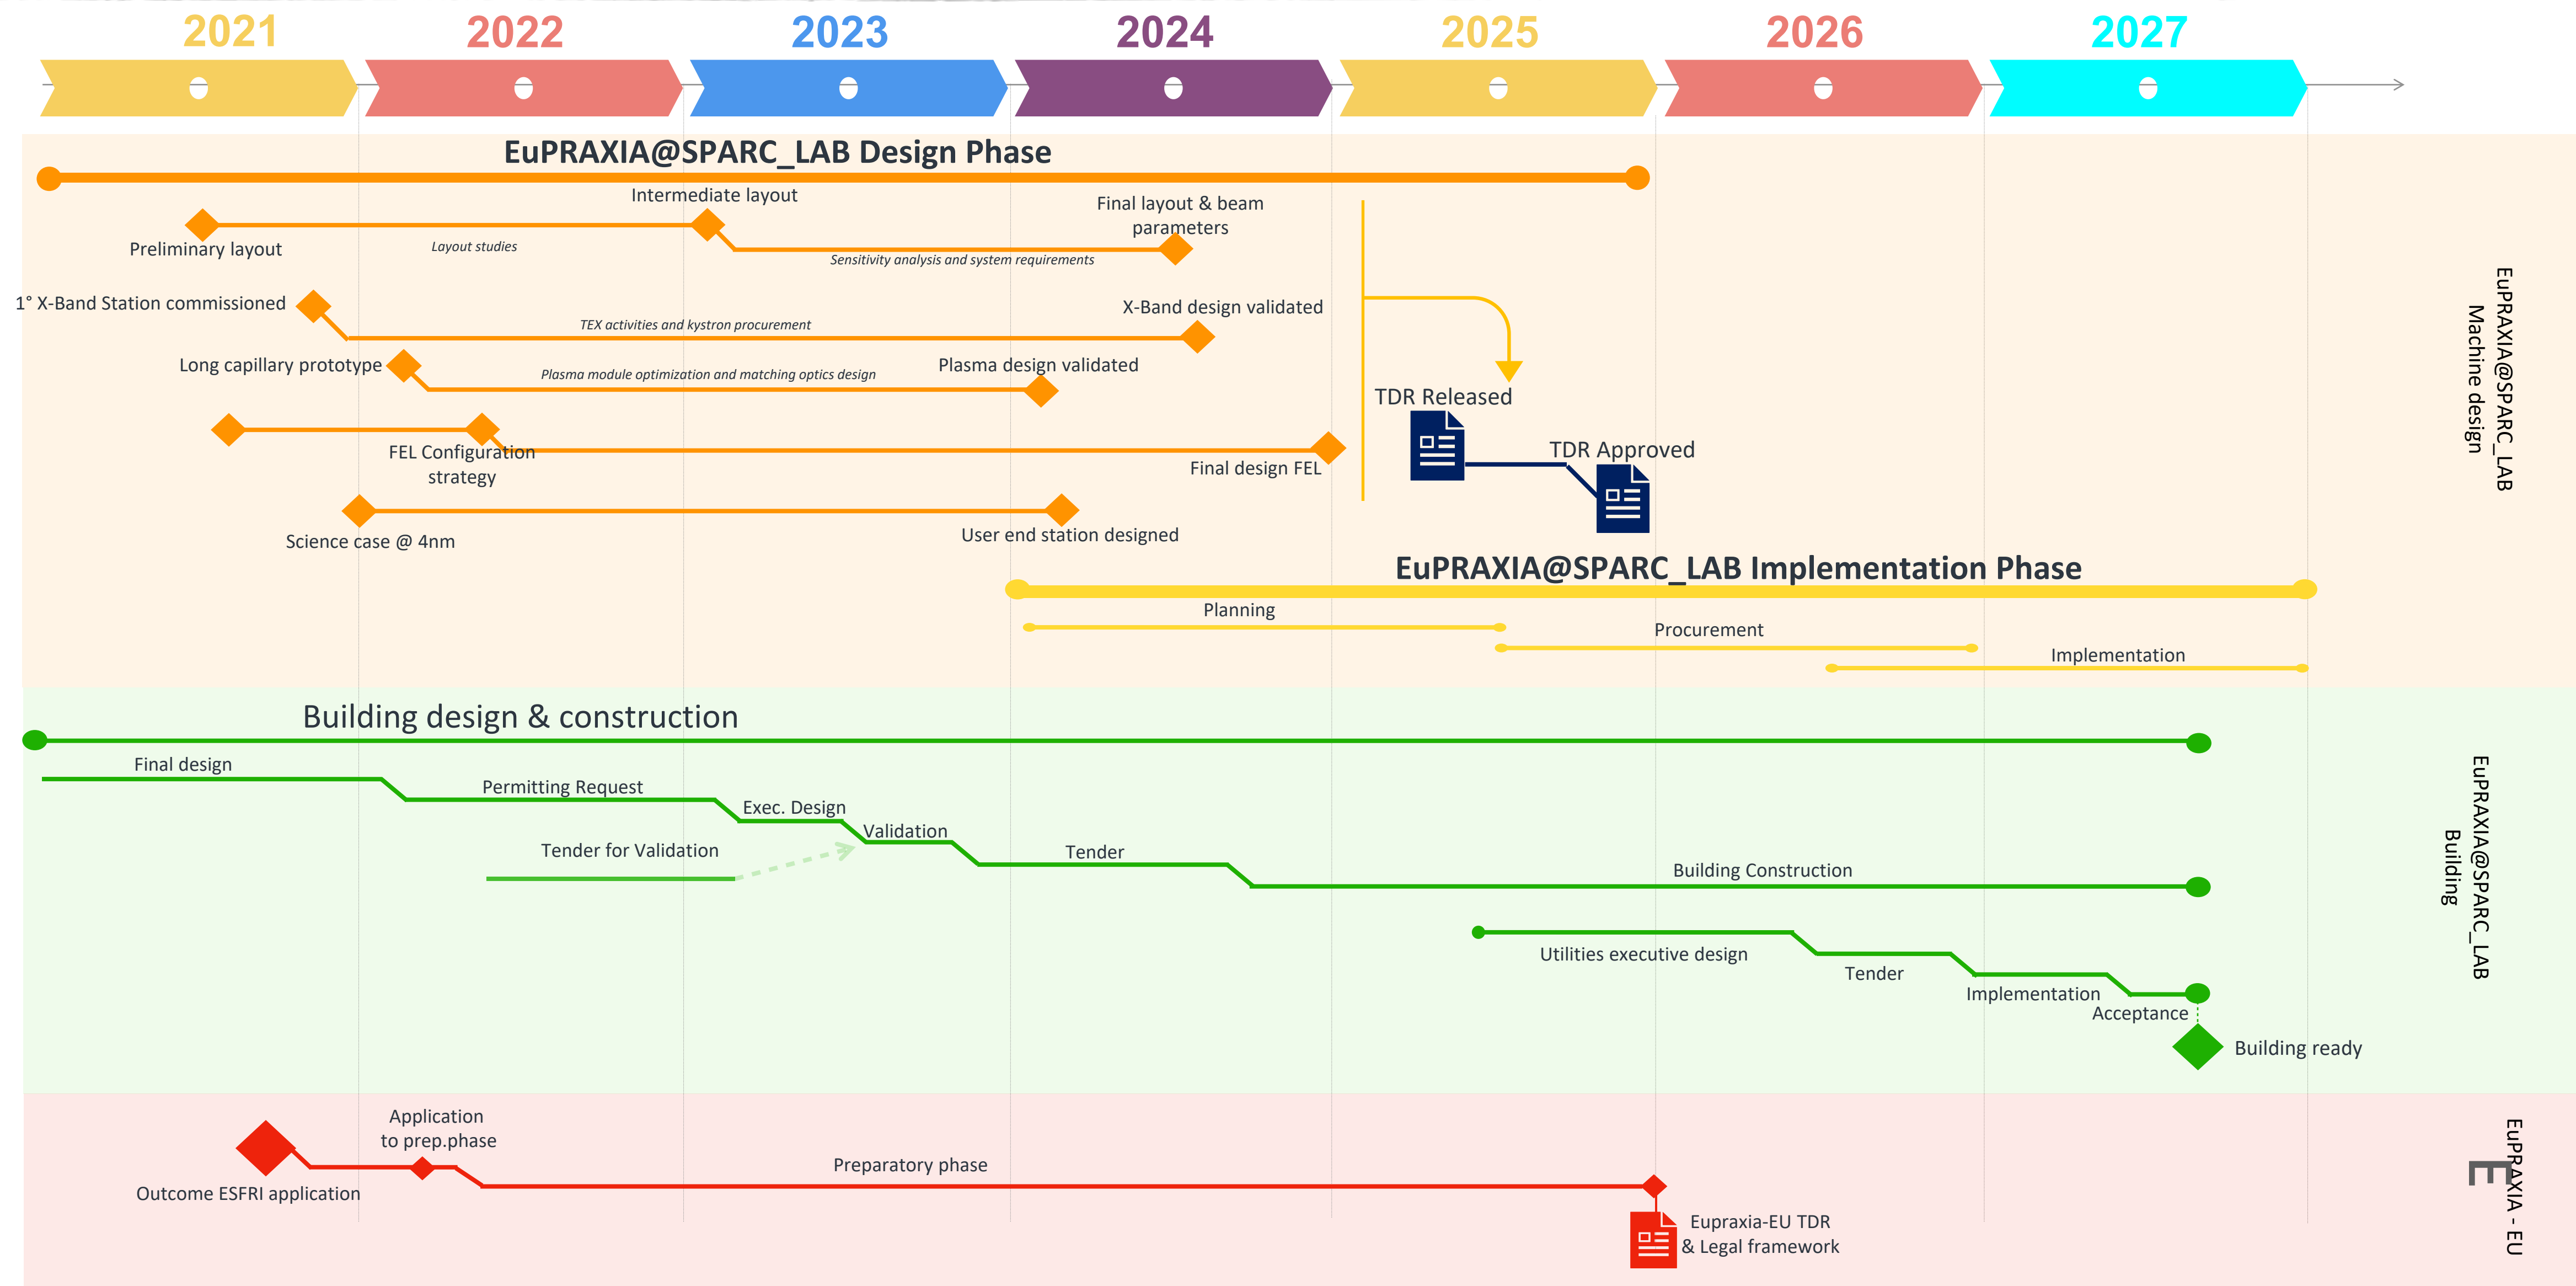 2021 2022 2023 2024 2025 2026 2027
EuPRAXIA@SPARC_LAB Design Phase
Intermediate layout
Final layout & beam
parameters
Preliminary layout
Layout studies
Sensitivity analysis and system requirements
1° X-Band Station commissioned
X-Band design validated
TEX activities and kystron procurement
Long capillary prototype
Plasma design validated
Plasma module optimization and matching optics design
TDR Released
FEL Configuration
strategy
Final design FEL
TDR Approved
Science case @ 4nm
User end station designed
EuPRAXIA@SPARC_LAB
Machine design
EuPRAXIA@SPARC_LAB Implementation Phase
Planning
Procurement
Implementation
Building design & construction
Final design
Permitting Request
Exec. Design
Validation
Tender for Validation
Tender
Building Construction
Utilities executive design
Tender
Implementation
Acceptance
Building ready
EuPRAXIA@SPARC_LAB
Building
Application
to prep.phase
Outcome ESFRI application
Preparatory phase
Eupraxia-EU TDR
& Legal framework
EuPRAXIA - EU
E